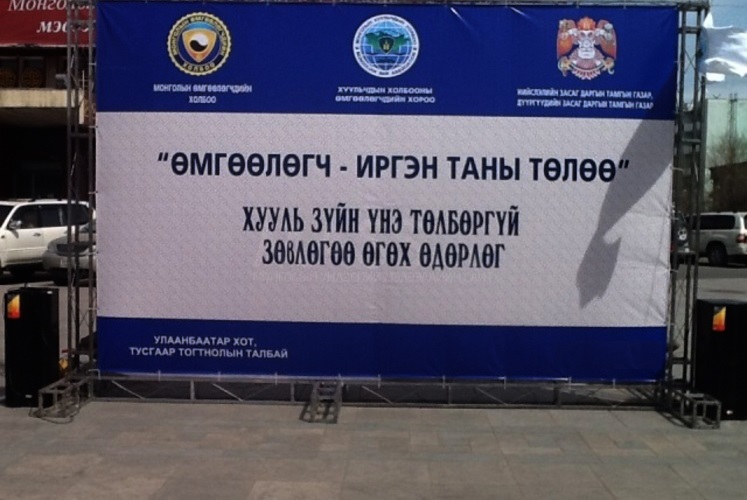 МОНГОЛ
МОНГОЛЫН ӨМГӨӨЛӨГЧДИЙН
ХОЛБОО
ХУУЛЬЧДЫН ХОЛБООНЫ
ӨМГӨӨЛӨГЧДИЙН ХОРОО
НИЙСЛЭЛИЙН ЗАСАГ ДАРГЫН ТАМГЫН ГАЗАР,
ДҮҮРГҮҮДИЙН ЗАСАГ ДАРГЫН ТАМГЫН ГАЗАР
"ӨМГӨӨЛӨГЧ - ИРГЭН ТАНЫ ТӨЛӨӨ"
ХУУЛЬ ЗҮЙН ҮНЭ ТӨЛБӨРГҮЙ
ЗӨВЛӨГӨӨ ӨГӨХ ӨДӨРЛӨГ
УЛААНБААТАР ХОТ,
ТУСГААР ТОГТНОЛЫН ТАЛБАЙ